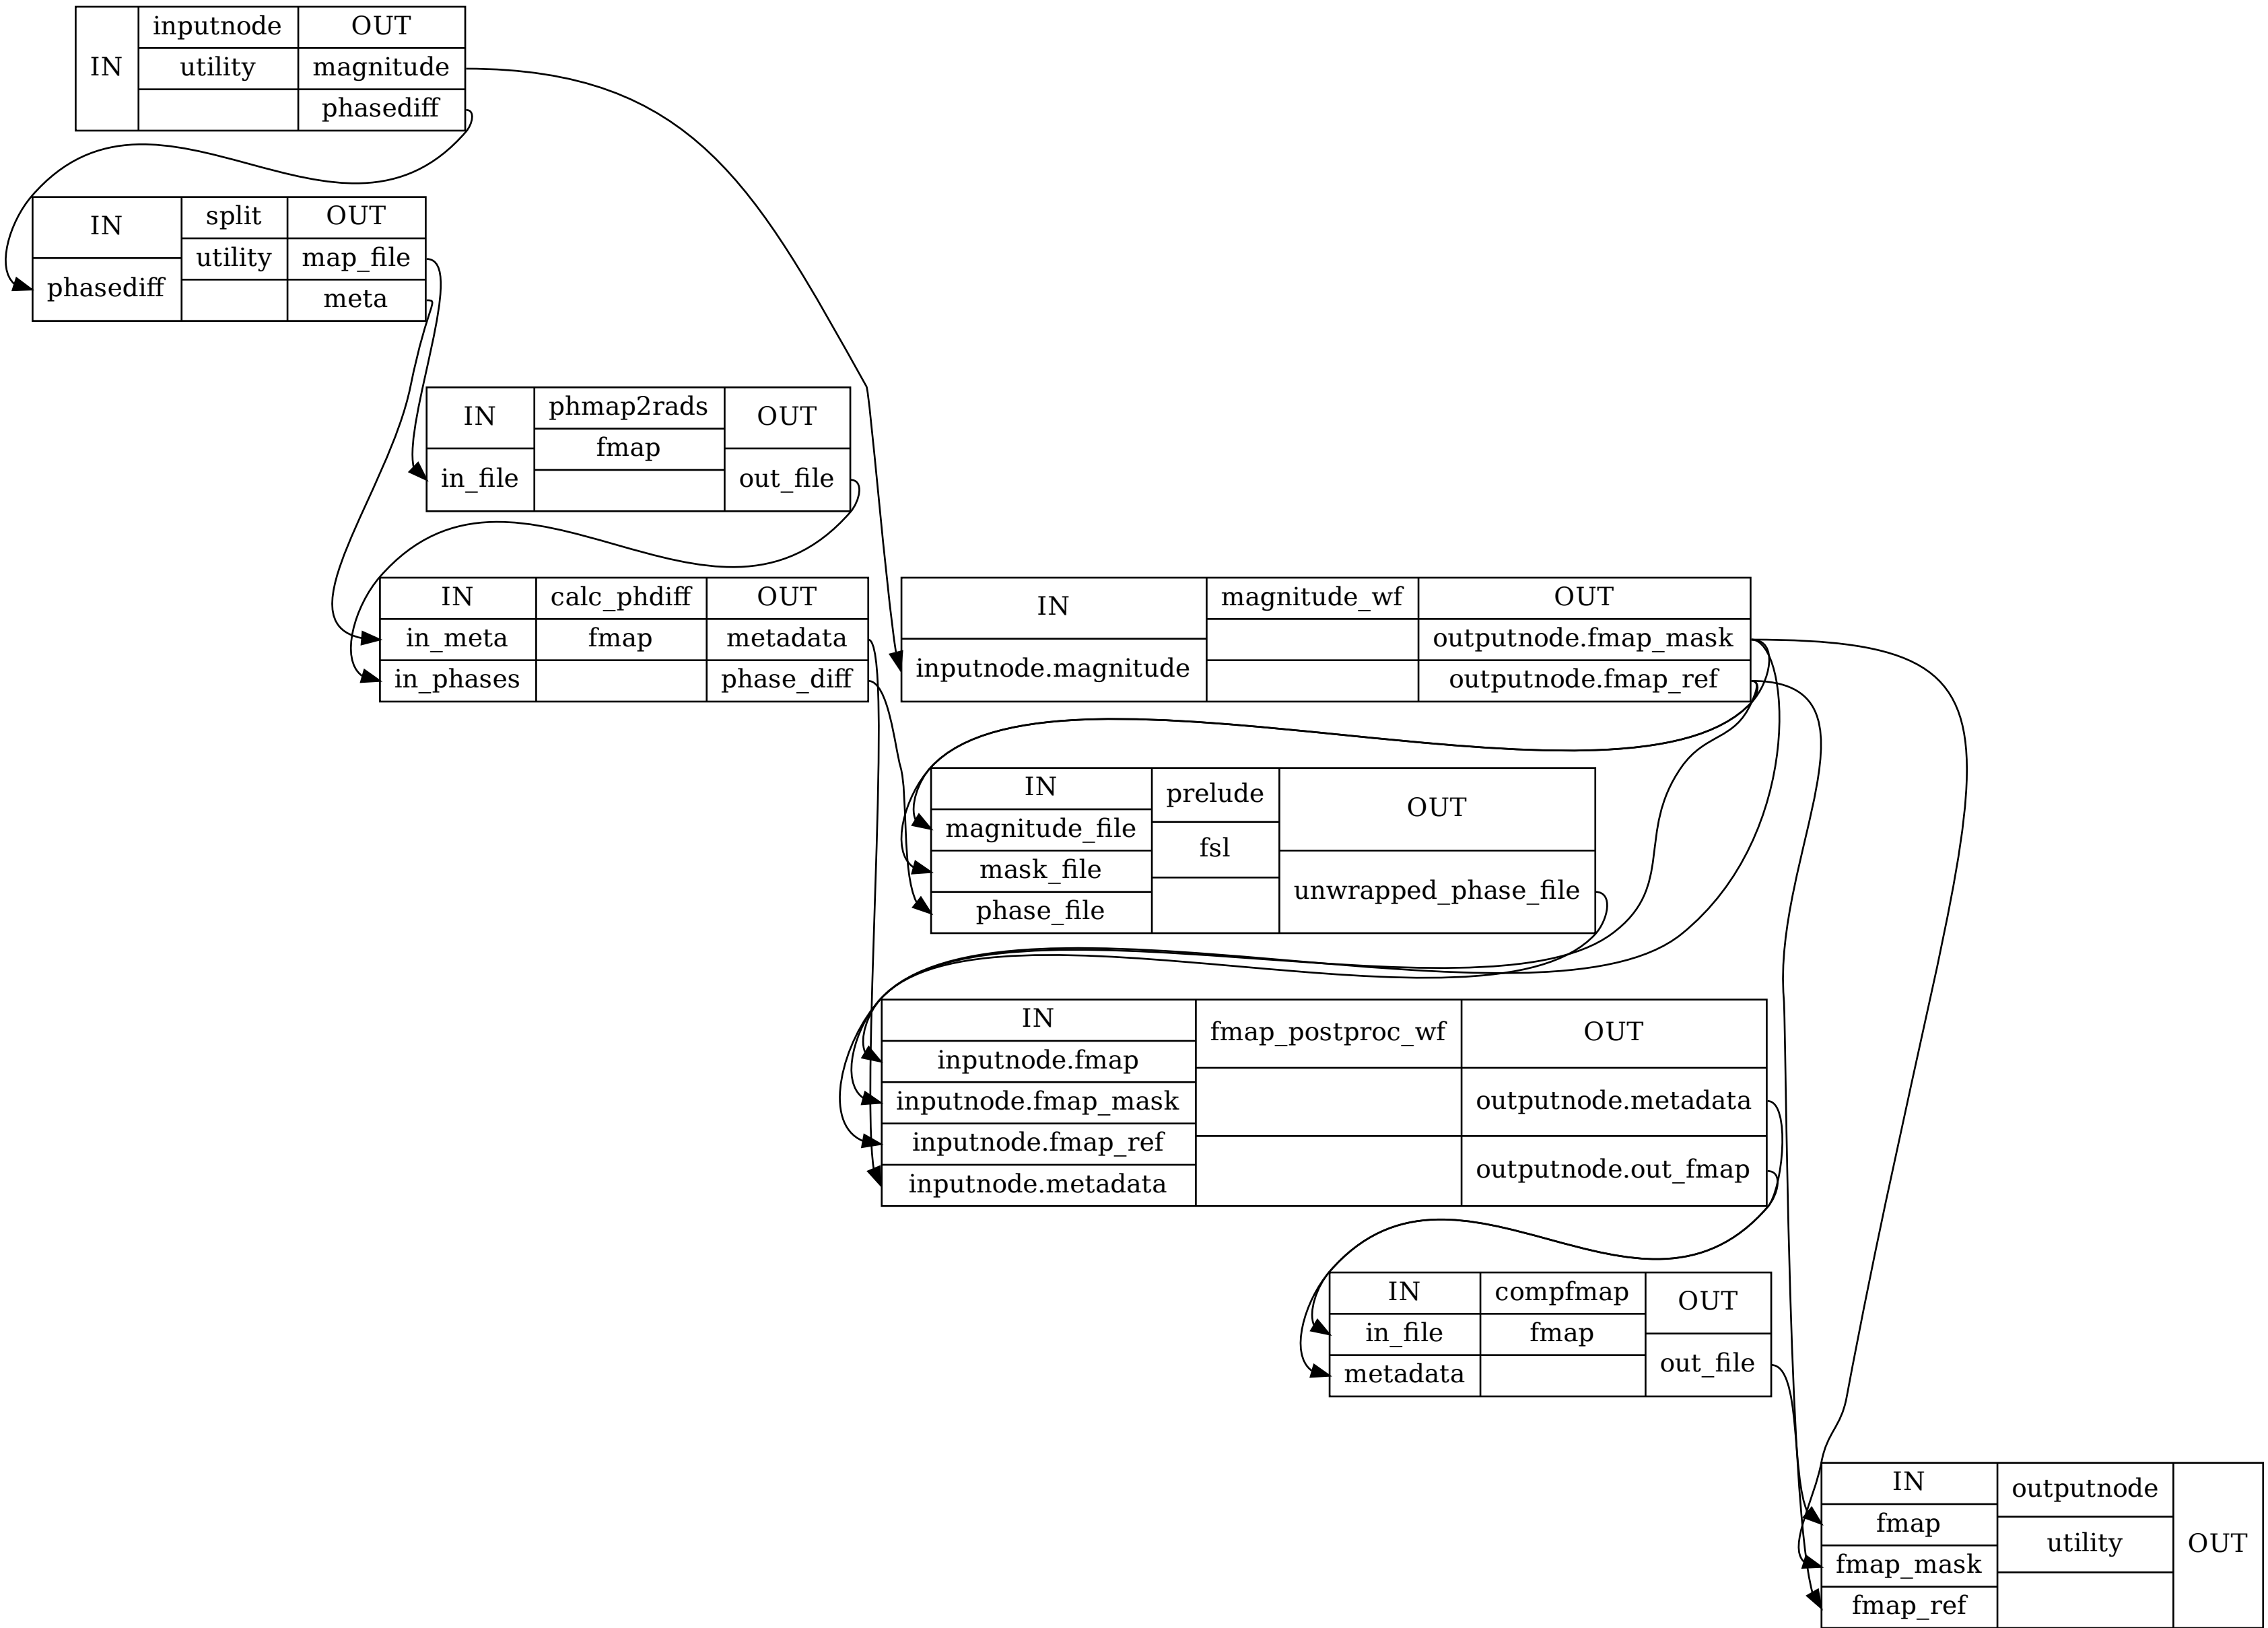 IN
inputnode
OUT
utility
magnitude
phasediff
IN
split
OUT
phasediff
utility
map_file
meta
IN
phmap2rads
OUT
in_file
fmap
out_file
IN
calc_phdiff
OUT
in_meta
fmap
metadata
in_phases
phase_diff
IN
magnitude_wf
OUT
inputnode.magnitude
outputnode.fmap_mask
outputnode.fmap_ref
IN
prelude
OUT
magnitude_file
fsl
mask_file
unwrapped_phase_file
phase_file
IN
fmap_postproc_wf
OUT
inputnode.fmap
inputnode.fmap_mask
outputnode.metadata
inputnode.fmap_ref
outputnode.out_fmap
inputnode.metadata
IN
compfmap
OUT
in_file
fmap
out_file
metadata
IN
outputnode
OUT
fmap
utility
fmap_mask
fmap_ref